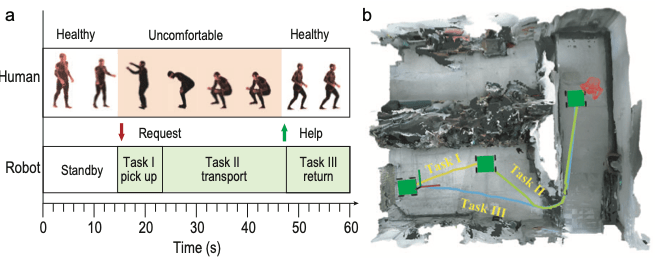 a
Healthy
Uncomfortable
Healthy
Human
Request
Help
Robot
Standby
Task I
pick up
Task II
transport
Task III
return
0
10
20
30
40
50
60
Time (s)
b
Task I
Task II
Task III